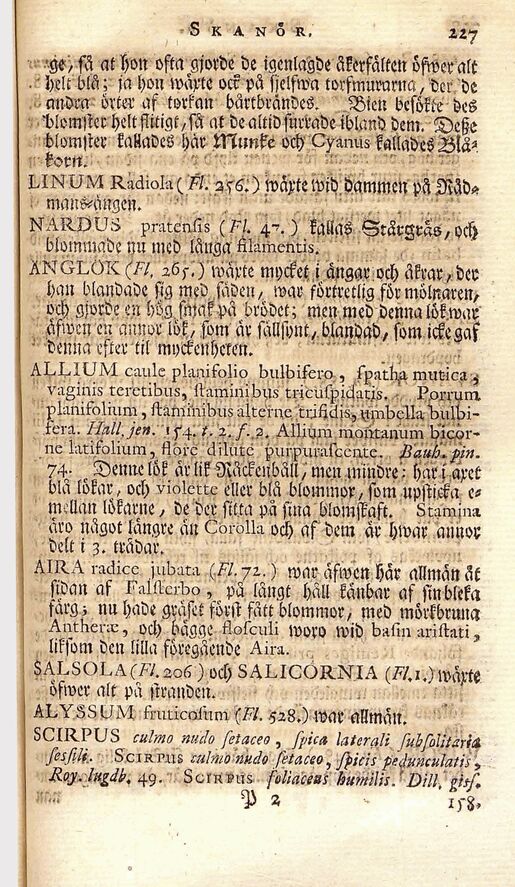 SKANÖR. 227
ge, så at hon ofta gjorde de igenlagde åkerfälten öfwer alt
helt blå; ja hon wäxte ock på sjelfwa torfmurarna, der de
andra örter af torkan bårtbrändes. Bien besökte des
blomster helt flitigt, så at de altid surrade ibland dem. Deße
blomster kallades här Munke och Cyanus kallades Blå-
korn.
LINUM Radiola (Fl. 256.) wäxte wid dammen på Råd-
mans-ängen.
NARDUS pratensis (Fl. 47.) kallas Stårgräs, och
blommade nu med långa filamentis.
ÄNGLÖK (Fl. 265.) wäxte mycket i ängar och åkrar, der
han blandade sig med säden, war förtretlig för mölnaren,
och gjorde en hög smak på brödet; men med denna lök war
äfwen en annor lök, som är sällsynt, blandad, som icke gaf
denna efter til myckenheten.
ALLIUM caule planifolio bulbifero, spatha mutica,
vaginis teretibus, staminibus tricuspidatis. Porrum
planifolium, staminibus alterne trifidis, umbella bulbi-
fera. Hall. jen. 154. t. 2. f. 2. Allium montanum bicor-
ne latifolium, flore dilute purpurascente. Bauh. pin.
74. Denne lök är lik Räckenbäll, men mindre: har i axet
blå lökar, och violette eller blå blommor, som upsticka e-
mellan lökarne, de der sitta på sina blomskaft. Stamina
äro något längre än Corolla och af dem är hwar annor
delt i 3. trådar.
AIRA radice jubata (Fl. 72.) war äfwen här allmän åt
sidan af Falsterbo, på långt håll känbar af sin bleka
färg; nu hade gräset först fått blommor, med mörkbruna
Antheræ, och bägge flosculi woro wid basin aristati,
liksom den lilla föregående Aira.
SALSOLA (Fl. 206) och SALICORNIA (Fl. 1.) wäxte
öfwer alt på stranden.
ALYSSUM fruticosum (Fl. 528.) war allmän.
SCIRPUS culmo nudo setaceo, spica laterali subsolitaria
sessili. SCIRPUS culmo nudo setaceo, spicis pedunculatis,
Roy. lugdb. 49. SCIRPUS foliaceus humilis. Dill. giss.
P 2 158.